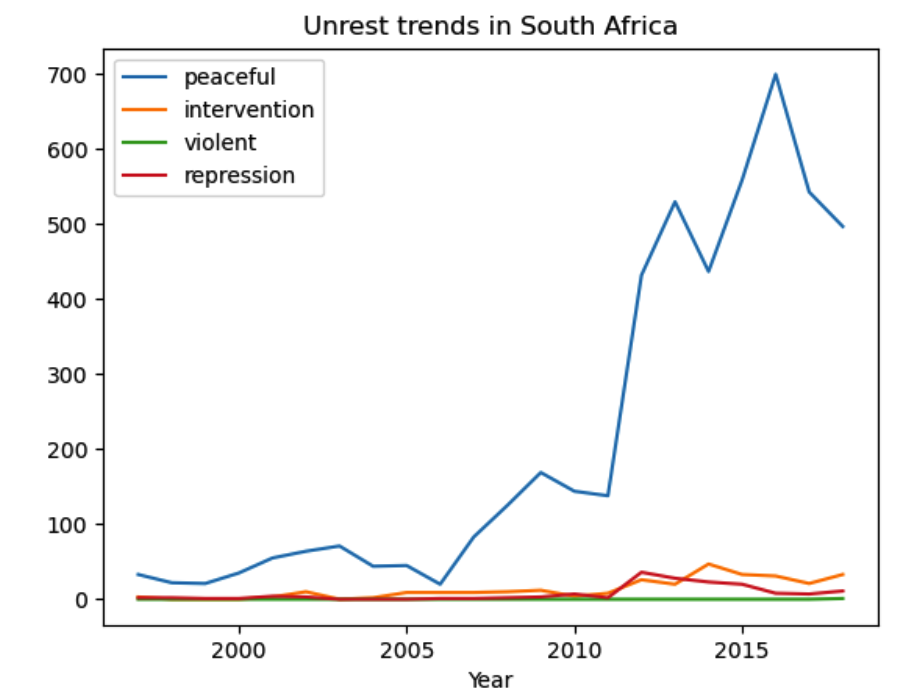 Unrest trends in South Africa
peaceful
intervention
violent
repression
700
600
500
400
300
200
100
0
2000 2005 2010 2015
Year